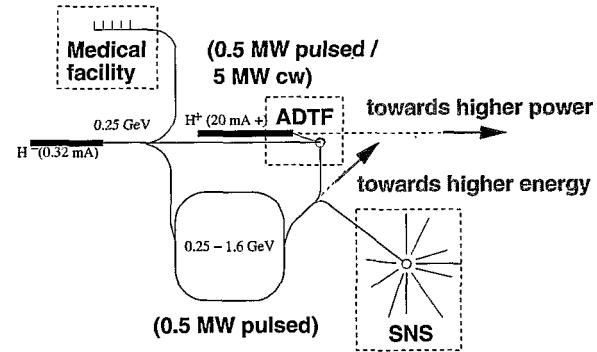 Medical
facility
(0.5 MW pulsed /
5 MW cw)
ADTF
towards higher power
H+ (20 mA +)
0.25 GeV
H–(0.32 mA)
towards higher energy
0.25 – 1.6 GeV
(0.5 MW pulsed)
SNS